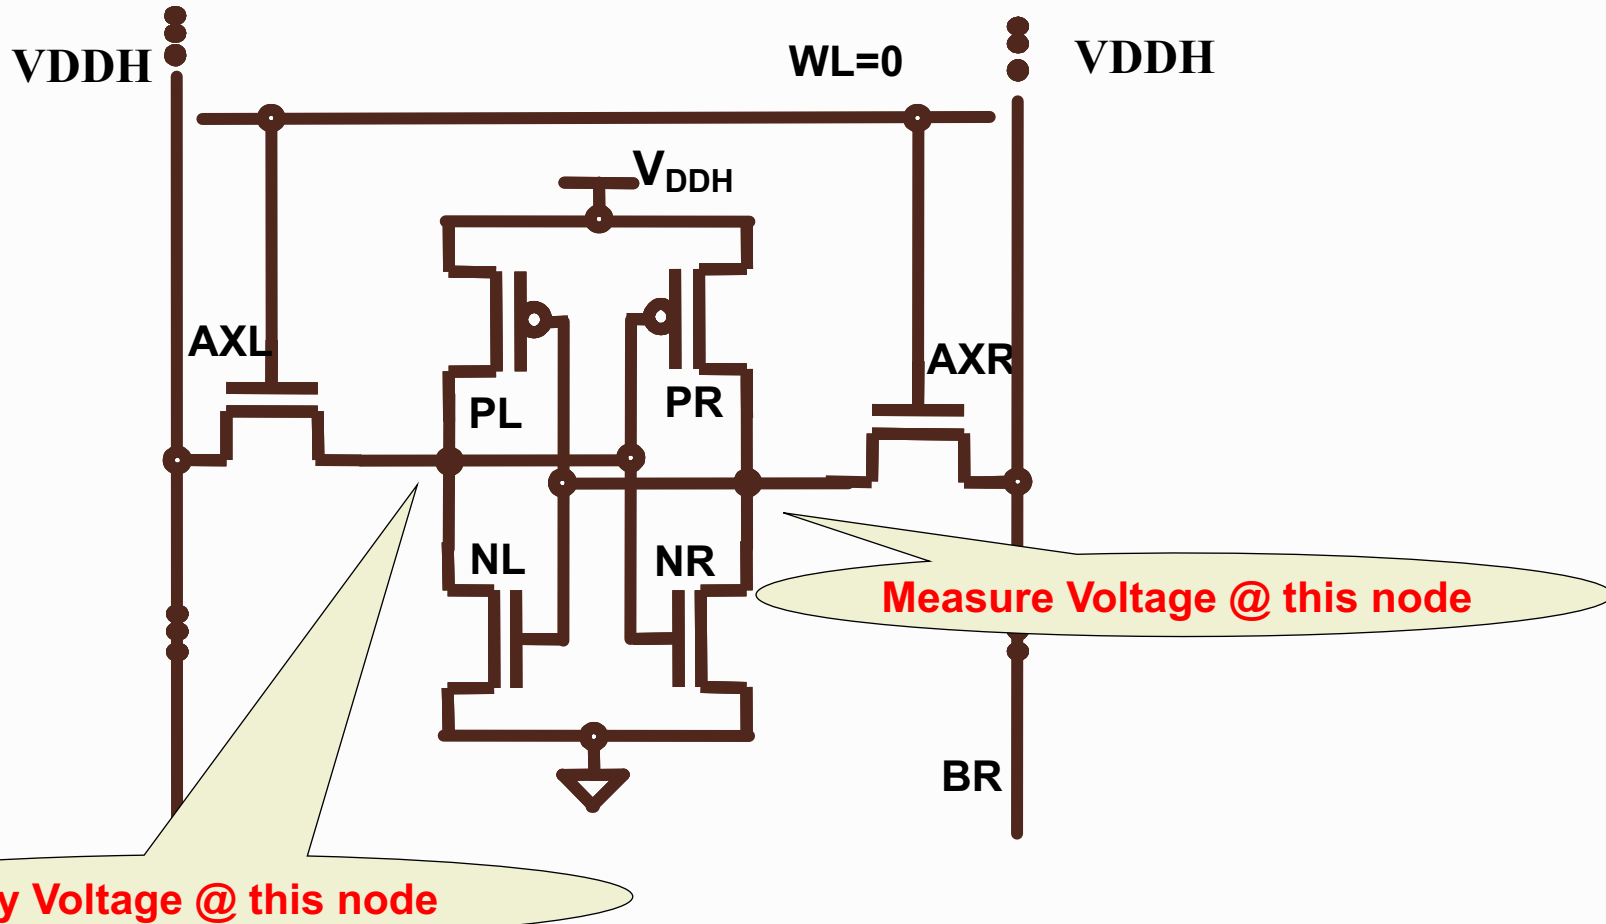 VDDH
WL=0
VDDH
VDDH
AXL
AXR
PL
PR
NL
NR
Measure Voltage @ this node
BR
Voltage @ this node